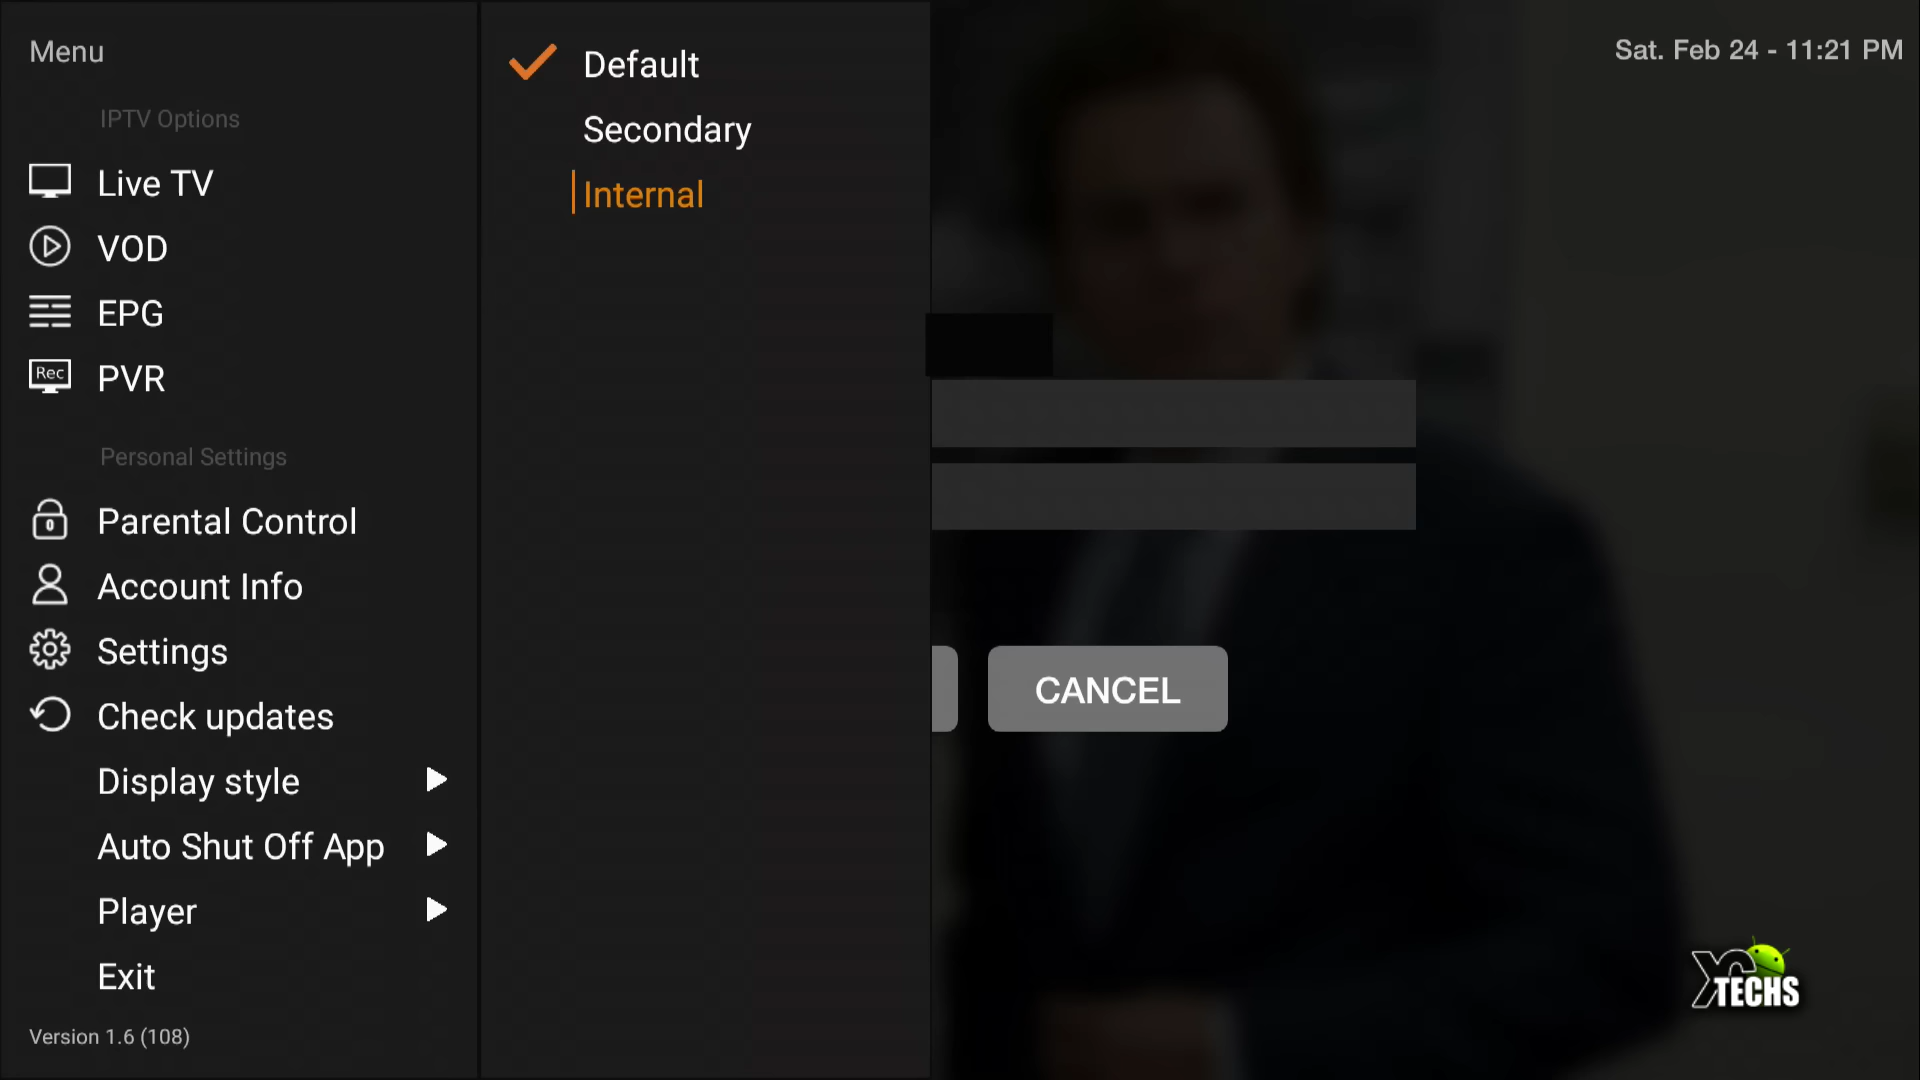 Menu
IPTV Options
Live TV
VOD
EPG
Rec
PVR
Personal Settings
Parental Control
Account Info
Settings
Check updates
Display style
Auto Shut Off App
Player
Exit
Version 1.6 (108)
Default
Secondary
Internal
Sat. Feb 24 - 11:21 PM
CANCEL
XCTECHS